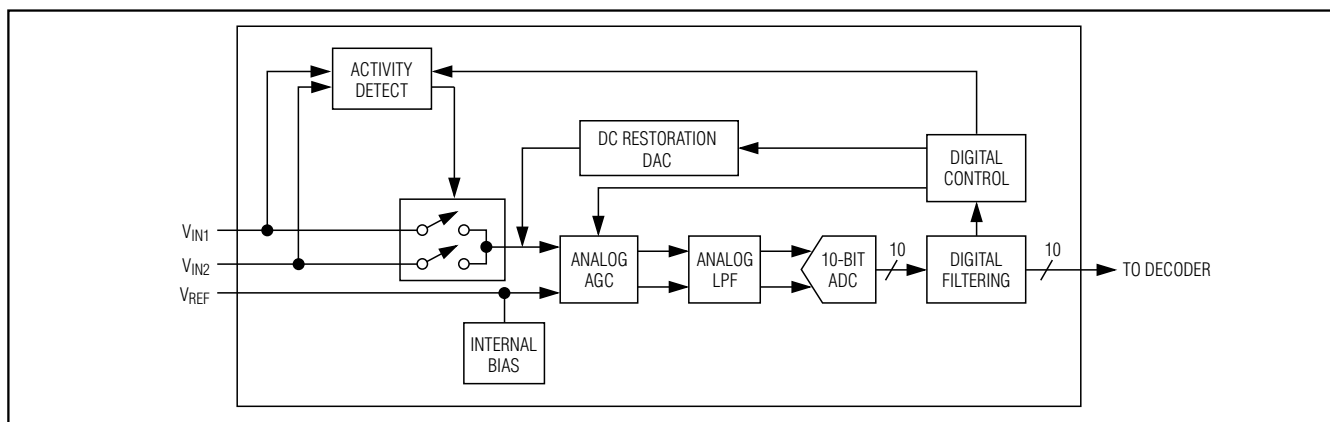 ACTIVITY
DETECT
DC RESTORATION
DAC
DIGITAL
CONTROL
VIN1
VIN2
VREF
ANALOG
AGC
ANALOG
LPF
10-BIT
ADC
10
DIGITAL
FILTERING
10
TO DECODER
INTERNAL
BIAS